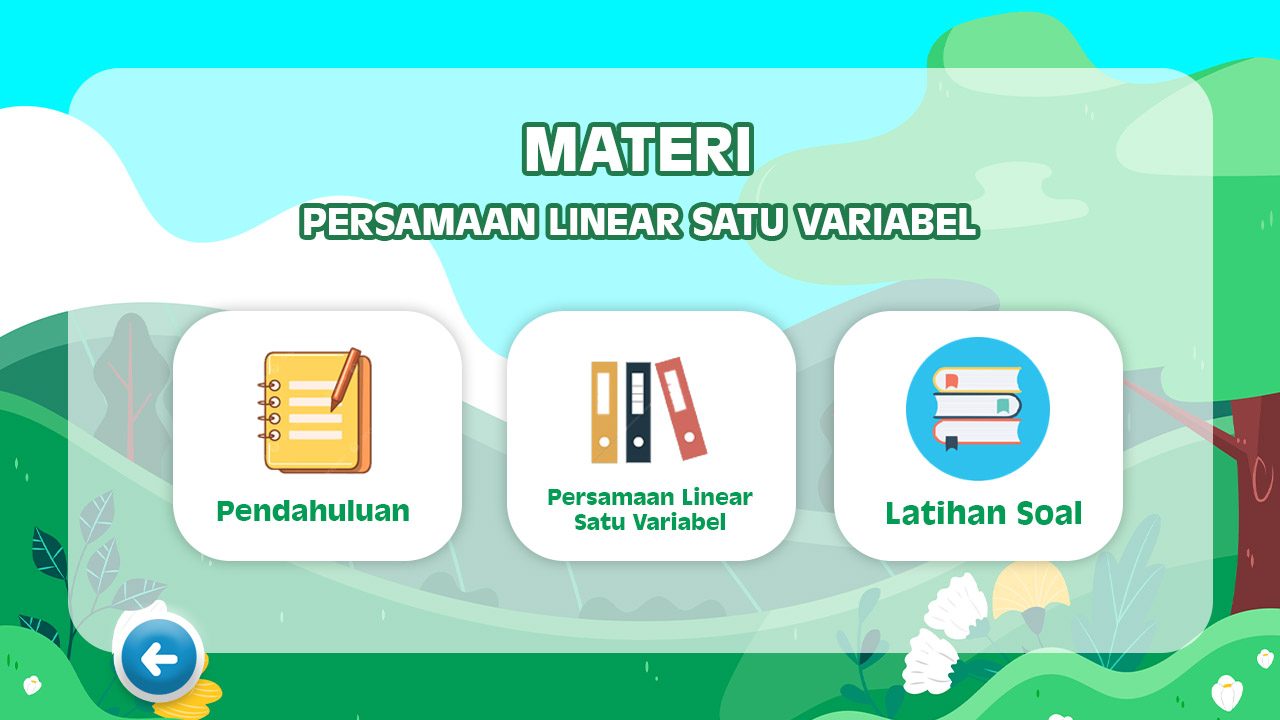 MATERI
PERSAMAAN LINEAR SATU VARIABEL
Pendahuluan
Persamaan Linear
Satu Variabel
Latihan Soal